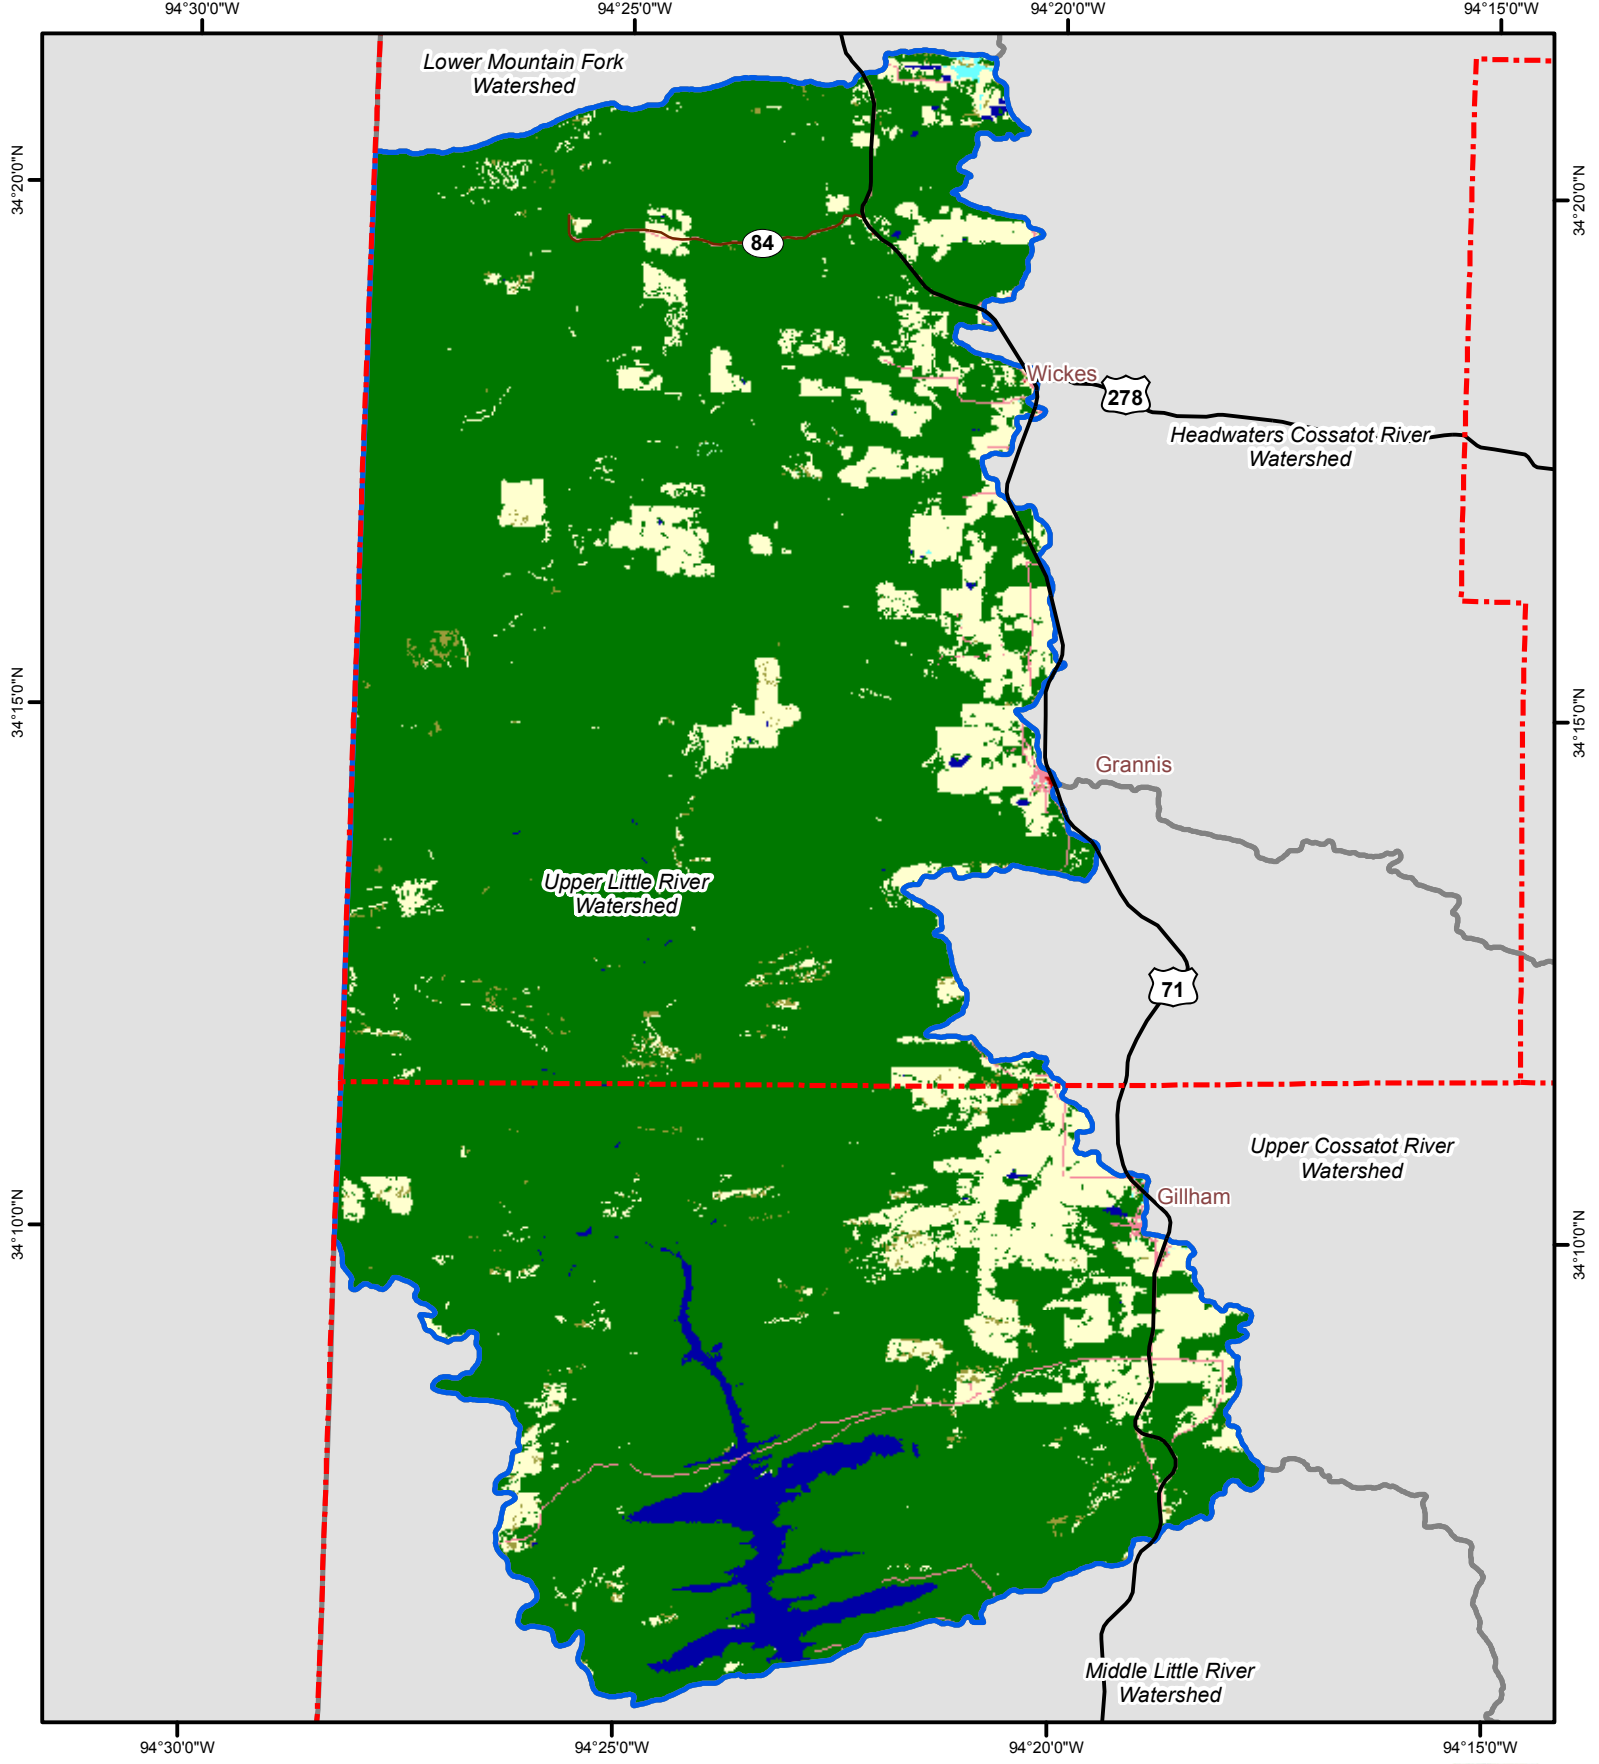 94°30'0"W 94°25'0"W 94°20'0"W 94°15'0"W
Lower Mountain Fork
Watershed
34°20'0"N
34°20'0"N
84
Wickes
278
Headwaters Cossatot River
Watershed
34°15'0"N
34°15'0"N
Grannis
Upper Little River
Watershed
71
Upper Cossatot River
Watershed
Gillham
34°10'0"N
34°10'0"N
Middle Little River
Watershed
94°30'0"W 94°25'0"W 94°20'0"W 94°15'0"W